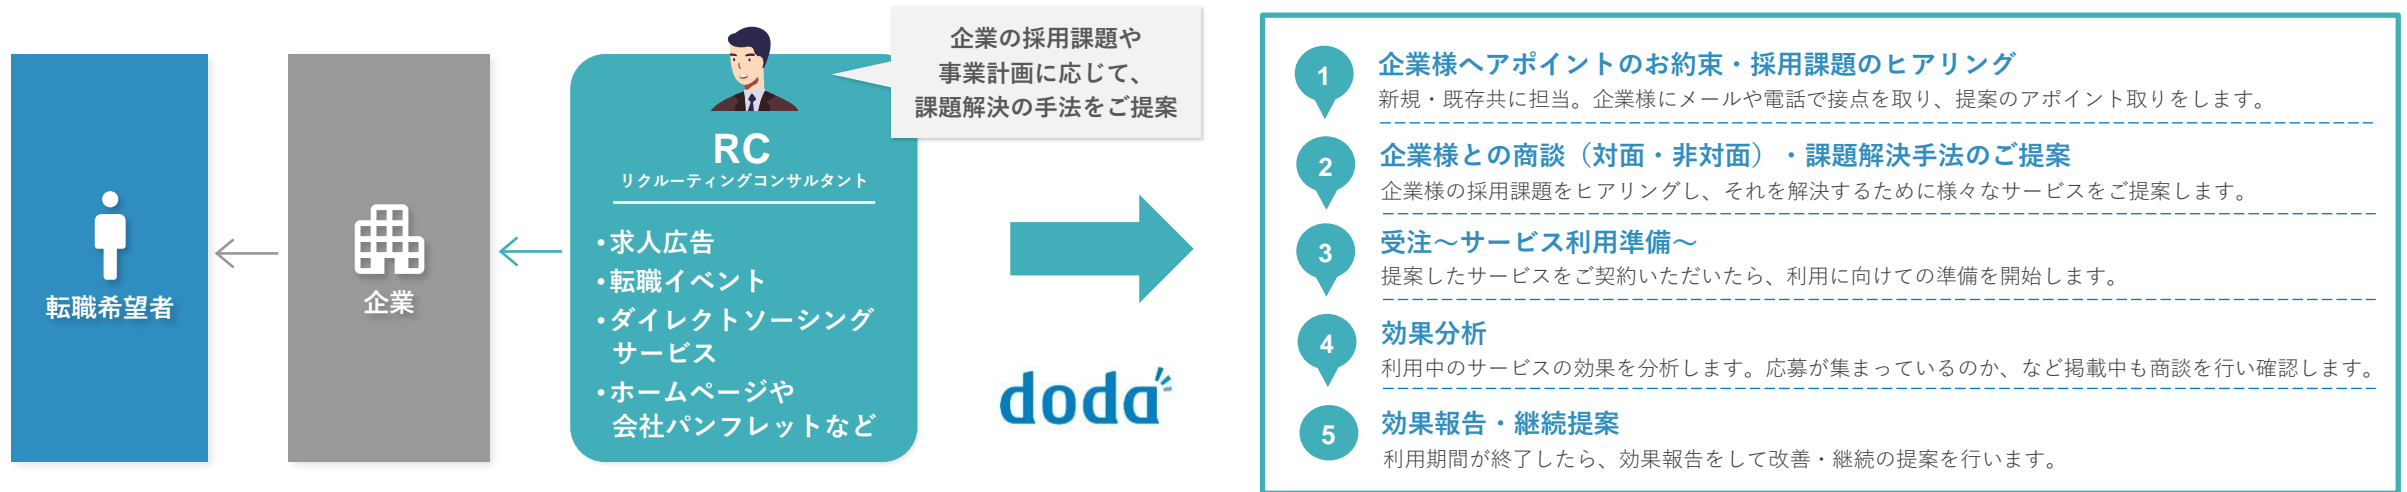 転職希望者
企業
企業の採用課題や
事業計画に応じて、
課題解決の手法をご提案
RC
リクルーティングコンサルタント
・求人広告
・転職イベント
・ダイレクトソーシング
サービス
・ホームページや
会社パンフレットなど
doda
1
企業様へアポイントのお約束・採用課題のヒアリング
新規・既存共に担当。企業様にメールや電話で接点を取り、提案のアポイント取りをします。
2
企業様との商談（対面・非対面）・課題解決手法のご提案
企業様の採用課題をヒアリングし、それを解決するために様々なサービスをご提案します。
3
受注～サービス利用準備～
提案したサービスをご契約いただいたら、利用に向けての準備を開始します。
4
効果分析
利用中のサービスの効果を分析します。応募が集まっているのか、など掲載中も商談を行い確認します。
5
効果報告・継続提案
利用期間が終了したら、効果報告をして改善・継続の提案を行います。